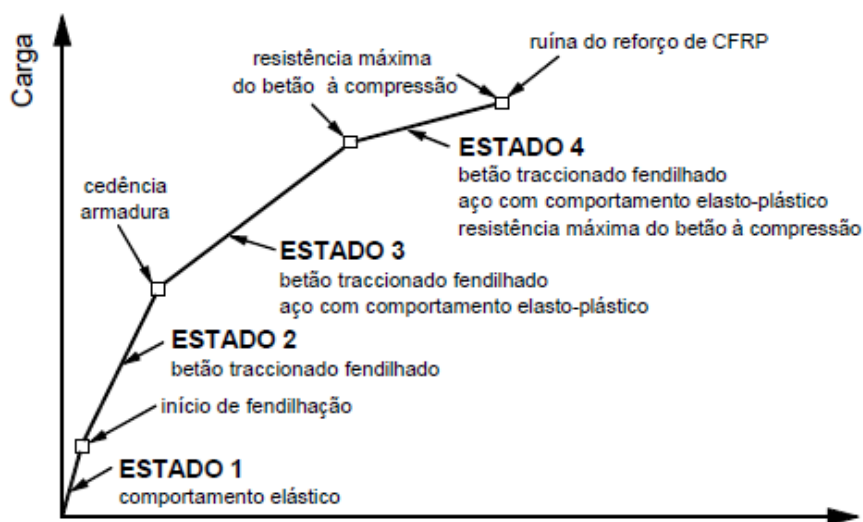 Carga
resistência máxima
do betão à compressão
ruína do reforço de CFRP
ESTADO 4
betão traccionado fendilhado
aço com comportamento elasto-plástico
resistência máxima do betão à compressão
cedência
armadura
ESTADO 3
betão traccionado fendilhado
aço com comportamento elasto-plástico
ESTADO 2
betão traccionado fendilhado
início de fendilhação
ESTADO 1
comportamento elástico